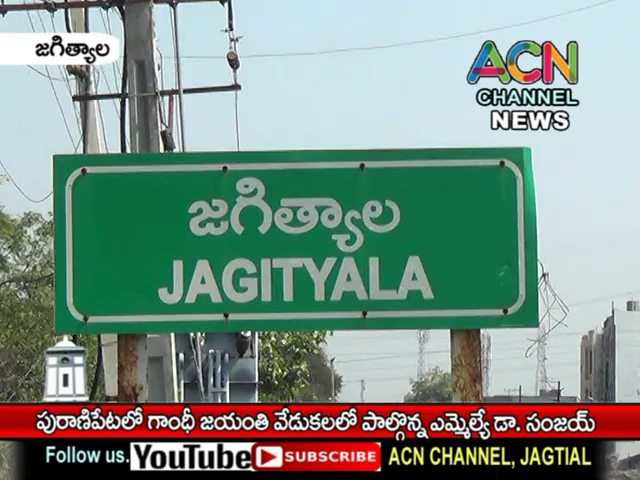 జగిత్యాల
ACN
CHANNEL
NEWS
జగిత్యాల
JAGITYALA
పురాణిపేటలో గాంధీ జయంతి వేడుకలలో పాల్గొన్న ఎమ్మెల్యే డా. సంజయ్
Follow us. YouTube SUBSCRIBE ACN CHANNEL, JAGTIAL